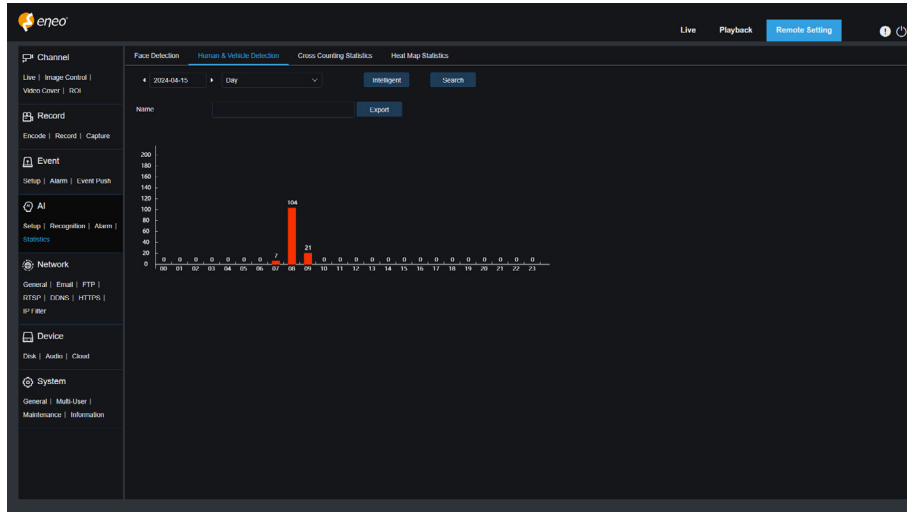 eneo
Live Playback Remote Setting
Channel
Live | Image Control |
Video Cover | ROI
Record
Encode | Record | Capture
Event
Setup | Alarm | Event Push
AI
Setup | Recognition | Alarm |
Statistics
Network
General | Email | FTP |
RTSP | DDNS | HTTPS |
IP Filter
Device
Disk | Audio | Cloud
System
General | Multi-User |
Maintenance | Information
Face Detection Human & Vehicle Detection Cross Counting Statistics Heat Map Statistics
2024-04-15 Day Intelligent Search
Name Export
200
180
160
140
120
100
80
60
40
20
0
0 0 0 0 0 0 0 7 104 21 0 0 0 0 0 0 0 0 0 0 0 0 0 0
00 01 02 03 04 05 06 07 08 09 10 11 12 13 14 15 16 17 18 19 20 21 22 23